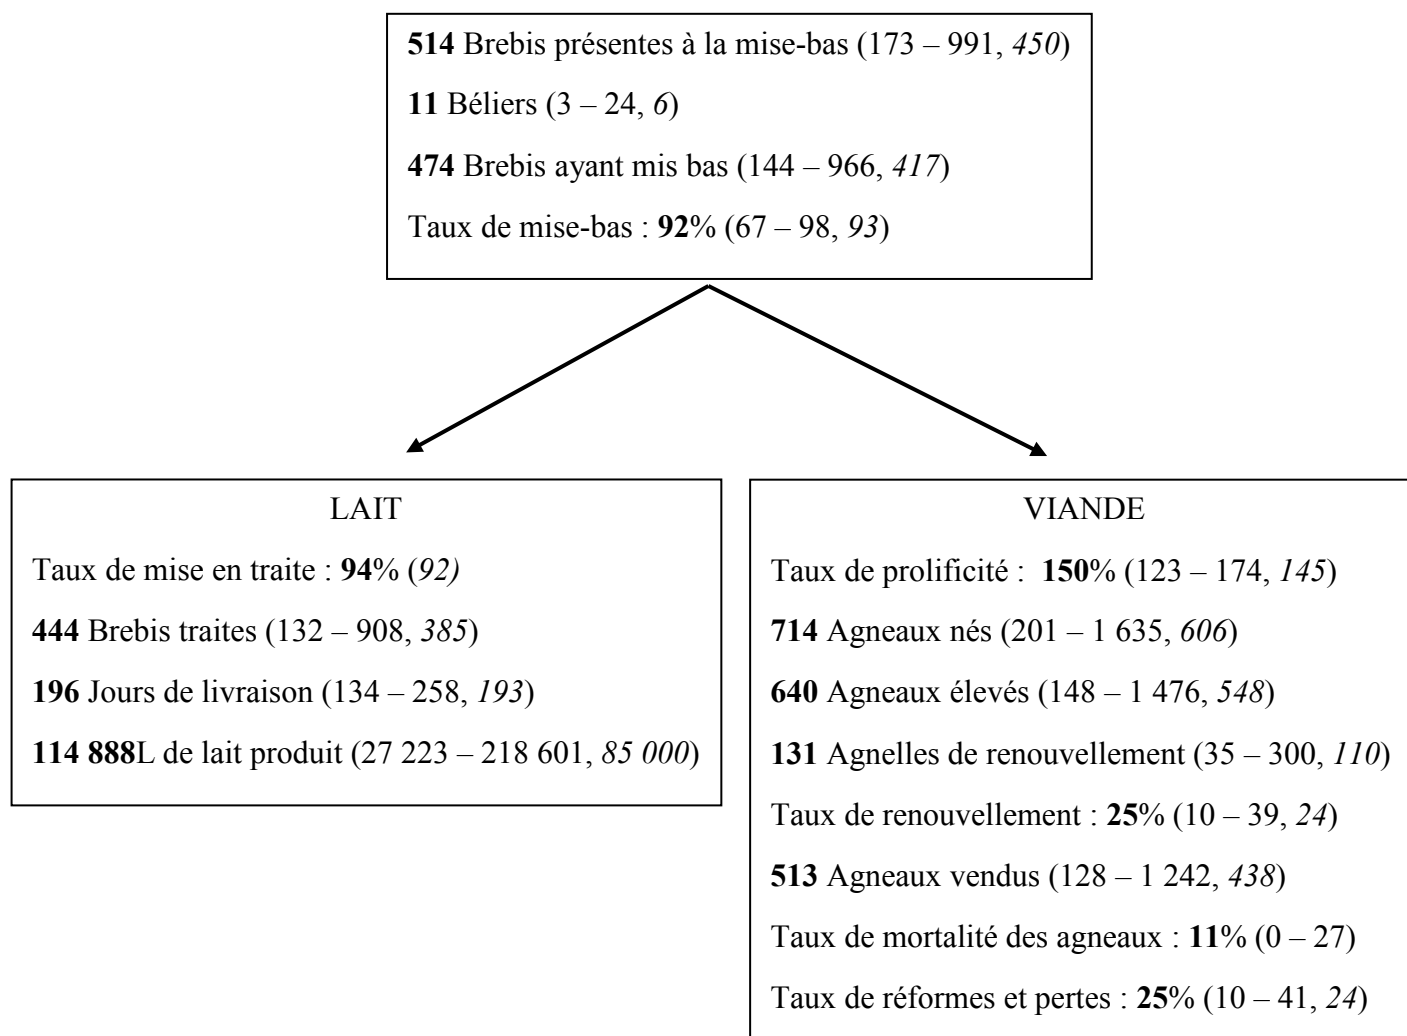 514 Brebis présentes à la mise-bas (173 – 991, 450)
11 Béliers (3 – 24, 6)
474 Brebis ayant mis bas (144 – 966, 417)
Taux de mise-bas : 92% (67 – 98, 93)
LAIT
Taux de mise en traite : 94% (92)
444 Brebis traites (132 – 908, 385)
196 Jours de livraison (134 – 258, 193)
114 888L de lait produit (27 223 – 218 601, 85 000)
VIANDE
Taux de prolificité : 150% (123 – 174, 145)
714 Agneaux nés (201 – 1 635, 606)
640 Agneaux élevés (148 – 1 476, 548)
131 Agnelles de renouvellement (35 – 300, 110)
Taux de renouvellement : 25% (10 – 39, 24)
513 Agneaux vendus (128 – 1 242, 438)
Taux de mortalité des agneaux : 11% (0 – 27)
Taux de réformes et pertes : 25% (10 – 41, 24)